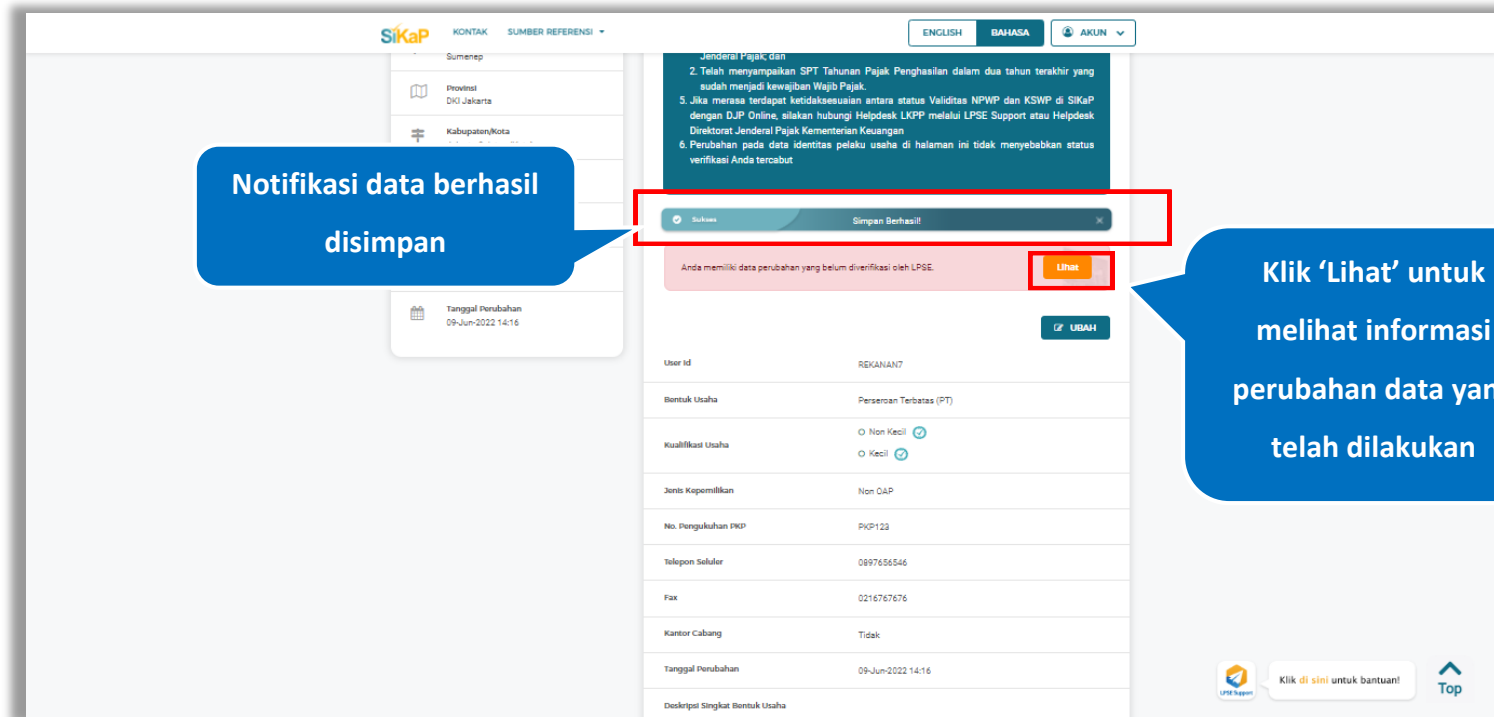 SiKaP
KONTAK
SUMBER REFERENSI
ENGLISH
BAHASA
AKUN
Sumenep
Provinsi
DKI Jakarta
Kabupaten/Kota
Tanggal Perubahan
09-Jun-2022 14:16
Notifikasi data berhasil
disimpan
Jenderal Pajak; dan
2. Telah menyampaikan SPT Tahunan Pajak Penghasilan dalam dua tahun terakhir yang
sudah menjadi kewajiban Wajib Pajak.
5. Jika merasa terdapat ketidaksesuaian antara status Validitas NPWP dan KSWP di SIKaP
dengan DJP Online, silakan hubungi Helpdesk LKPP melalui LPSE Support atau Helpdesk
Direktorat Jenderal Pajak Kementerian Keuangan
6. Perubahan pada data identitas pelaku usaha di halaman ini tidak menyebabkan status
verifikasi Anda tercabut
Sukses
Simpan Berhasil!
Anda memiliki data perubahan yang belum diverifikasi oleh LPSE.
Lihat
Klik ‘Lihat’ untuk
melihat informasi
perubahan data yan
telah dilakukan
UBAH
User Id
REKANAN7
Bentuk Usaha
Perseroan Terbatas (PT)
Kualifikasi Usaha
Non Kecil
Kecil
Jenis Kepemilikan
Non OAP
No. Pengukuhan PKP
PKP123
Telepon Seluler
0897656546
Fax
0216767676
Kantor Cabang
Tidak
Tanggal Perubahan
09-Jun-2022 14:16
Deskripsi Singkat Bentuk Usaha
LPSE Support
Klik di sini untuk bantuan!
Top